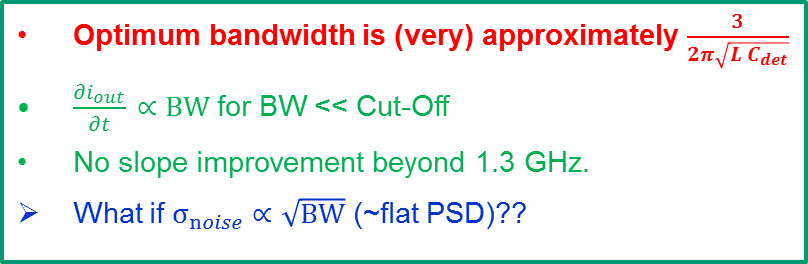 • Optimum bandwidth is (very) approximately $\frac{3}{2\pi\sqrt{L\,C_{det}}}$
• $\frac{\partial i_{out}}{\partial t} \propto \mathrm{BW}$ for BW << Cut-Off
• No slope improvement beyond 1.3 GHz.
➢ What if $\sigma_{noise} \propto \sqrt{\mathrm{BW}}$ (~flat PSD)??